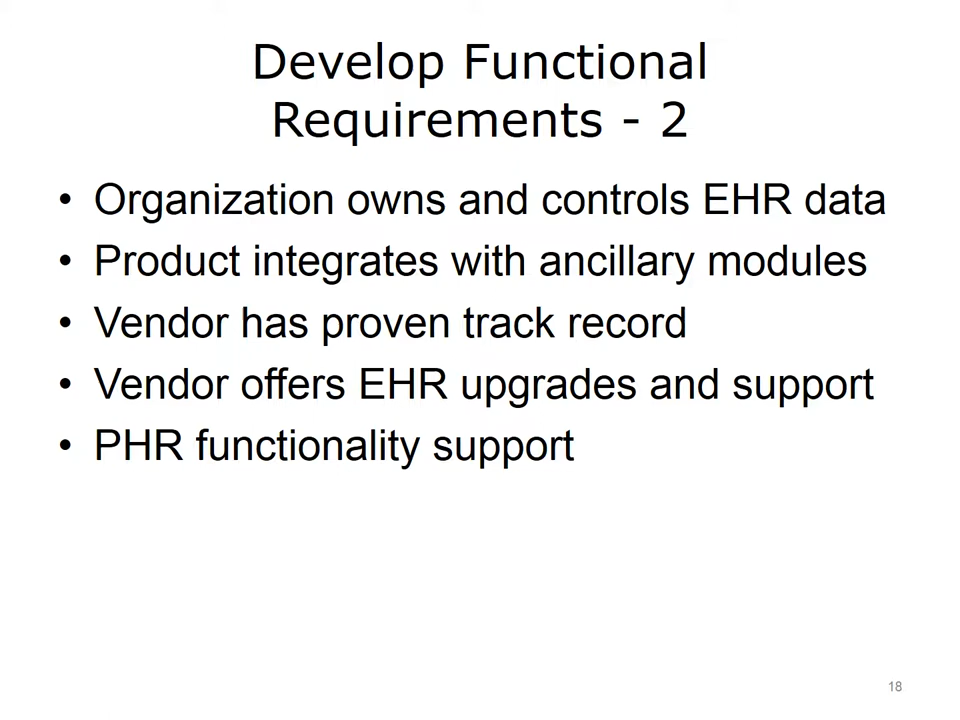 Develop Functional
Requirements - 2
• Organization owns and controls EHR data
• Product integrates with ancillary modules
• Vendor has proven track record
• Vendor offers EHR upgrades and support
• PHR functionality support
18